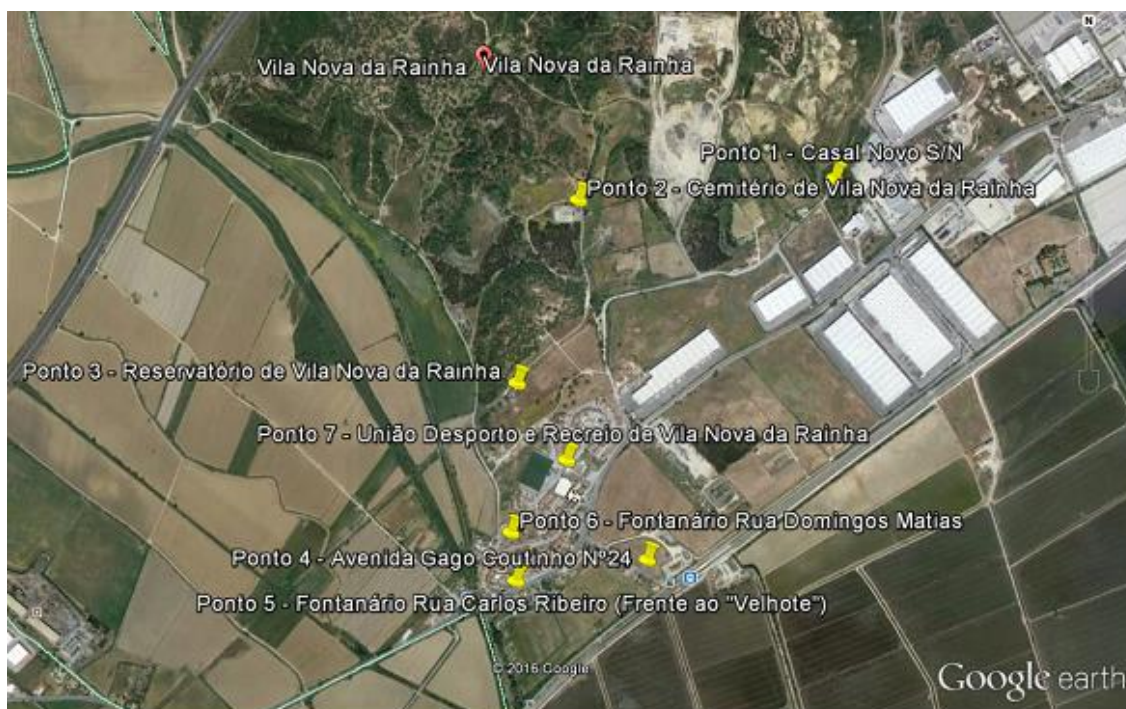 N
Vila Nova da Rainha Vila Nova da Rainha
Ponto 1 - Casal Novo S/N
Ponto 2 - Cemitério de Vila Nova da Rainha
Ponto 3 - Reservatório de Vila Nova da Rainha
Ponto 7 - União Desporto e Recreio de Vila Nova da Rainha
Ponto 6 - Fontanário Rua Domingos Matias
Ponto 4 - Avenida Gago Coutinho Nº24
Ponto 5 - Fontanário Rua Carlos Ribeiro (Frente ao "Velhote")
© 2016 Google
Google earth